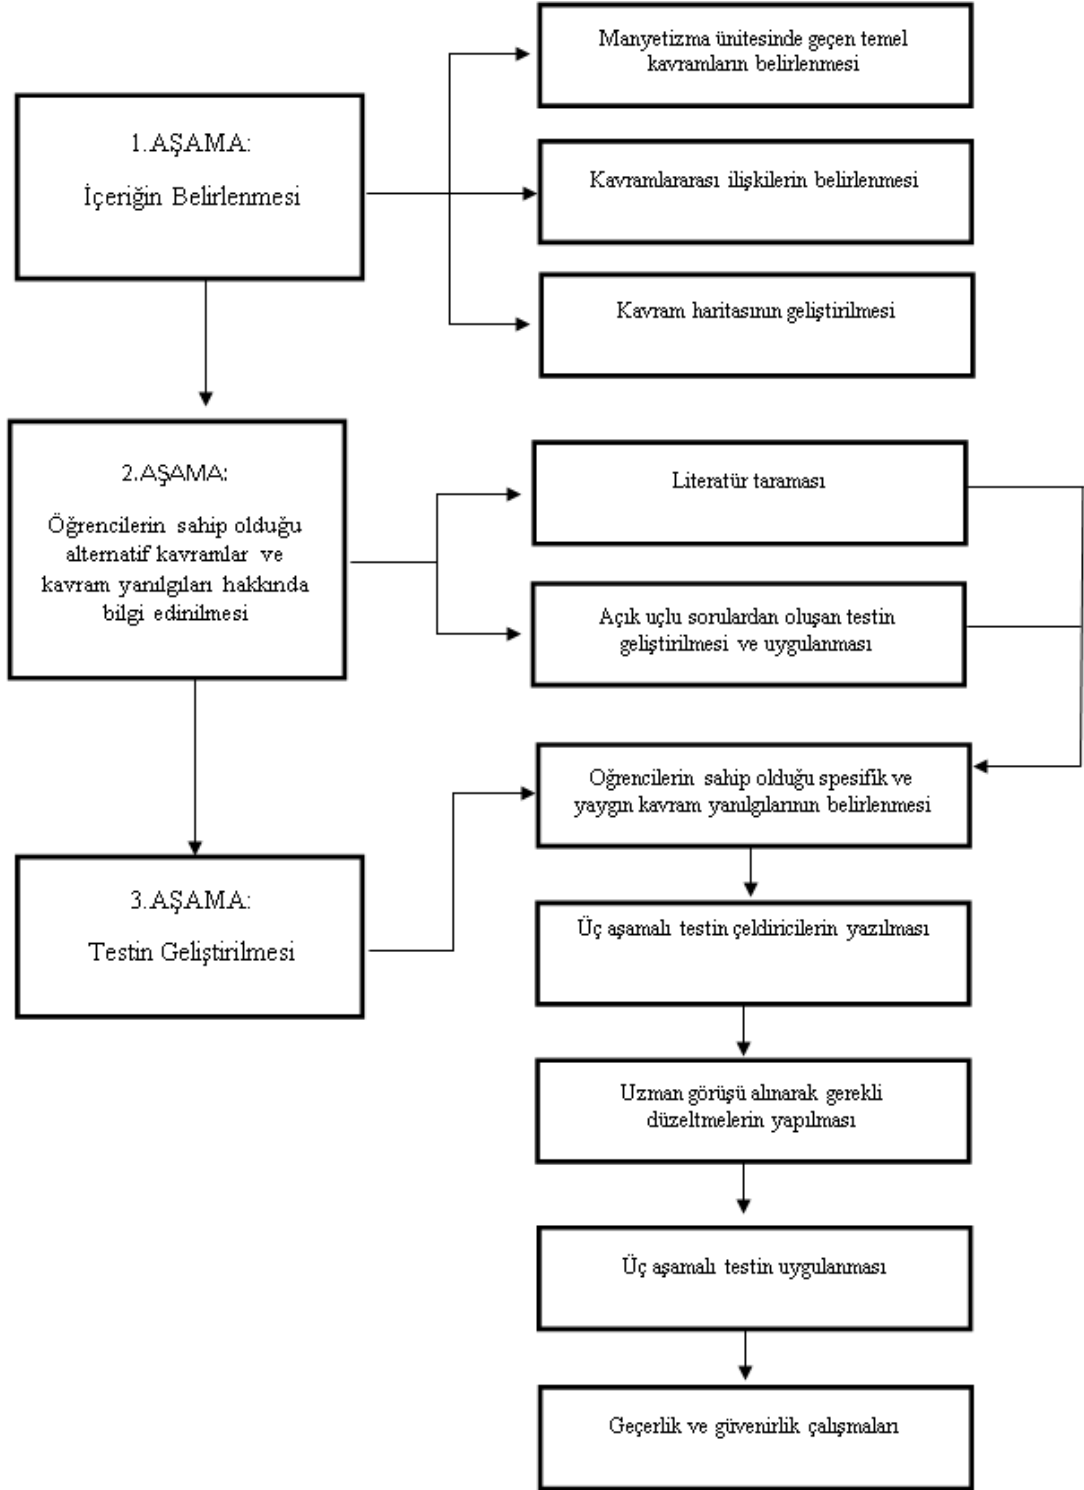 Manyetizma ünitesinde geçen temel
kavramların belirlenmesi
1.AŞAMA:
İçeriğin Belirlenmesi
Kavramlararası ilişkilerin belirlenmesi
Kavram haritasının geliştirilmesi
2.AŞAMA:
Öğrencilerin sahip olduğu
alternatif kavramlar ve
kavram yanılgıları hakkında
bilgi edinilmesi
Literatür taraması
Açık uçlu sorulardan oluşan testin
geliştirilmesi ve uygulanması
Oğrencilerin sahip olduğu spesifik ve
yaygın kavram yanılgılarının belirlenmesi
3.AŞAMA:
Testin Geliştirilmesi
Üç aşamalı testin çeldiricilerin yazılması
Uzman görüşü alınarak gerekli
düzeltmelerin yapılması
Üç aşamalı testin uygulanması
Geçerlik ve güvenirlik çalışmaları